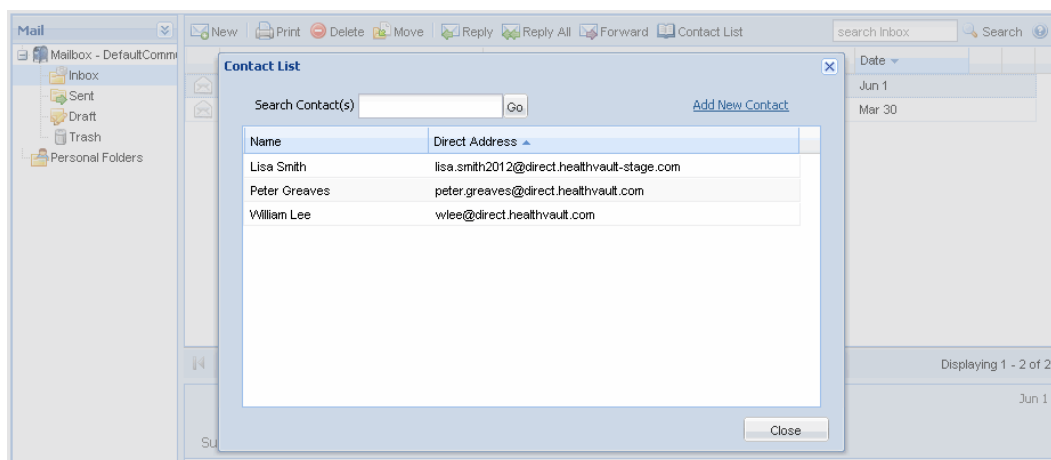 Mail
New Print Delete Move Reply Reply All Forward Contact List search Inbox Search
Mailbox - DefaultCommu
Inbox
Sent
Draft
Trash
Personal Folders
Contact List
Date
Jun 1
Mar 30
Search Contact(s) Go Add New Contact
Name Direct Address
Lisa Smith lisa.smith2012@direct.healthvault-stage.com
Peter Greaves peter.greaves@direct.healthvault.com
William Lee wlee@direct.healthvault.com
Displaying 1 - 2 of 2
Jun 1
Close
Su